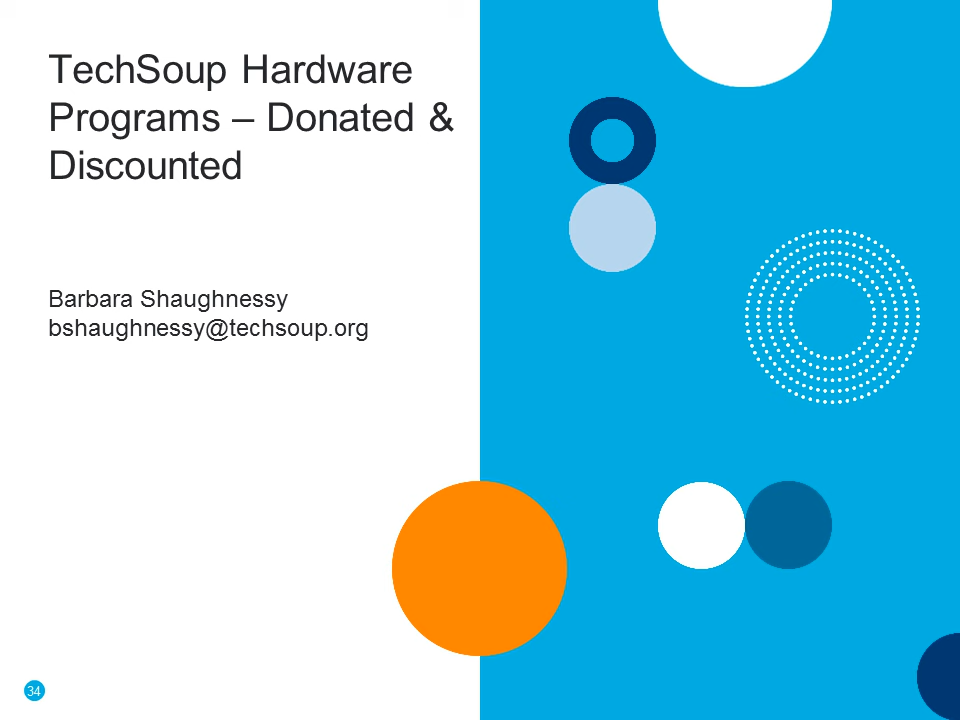 TechSoup Hardware
Programs – Donated &
Discounted
Barbara Shaughnessy
bshaughnessy@techsoup.org
34